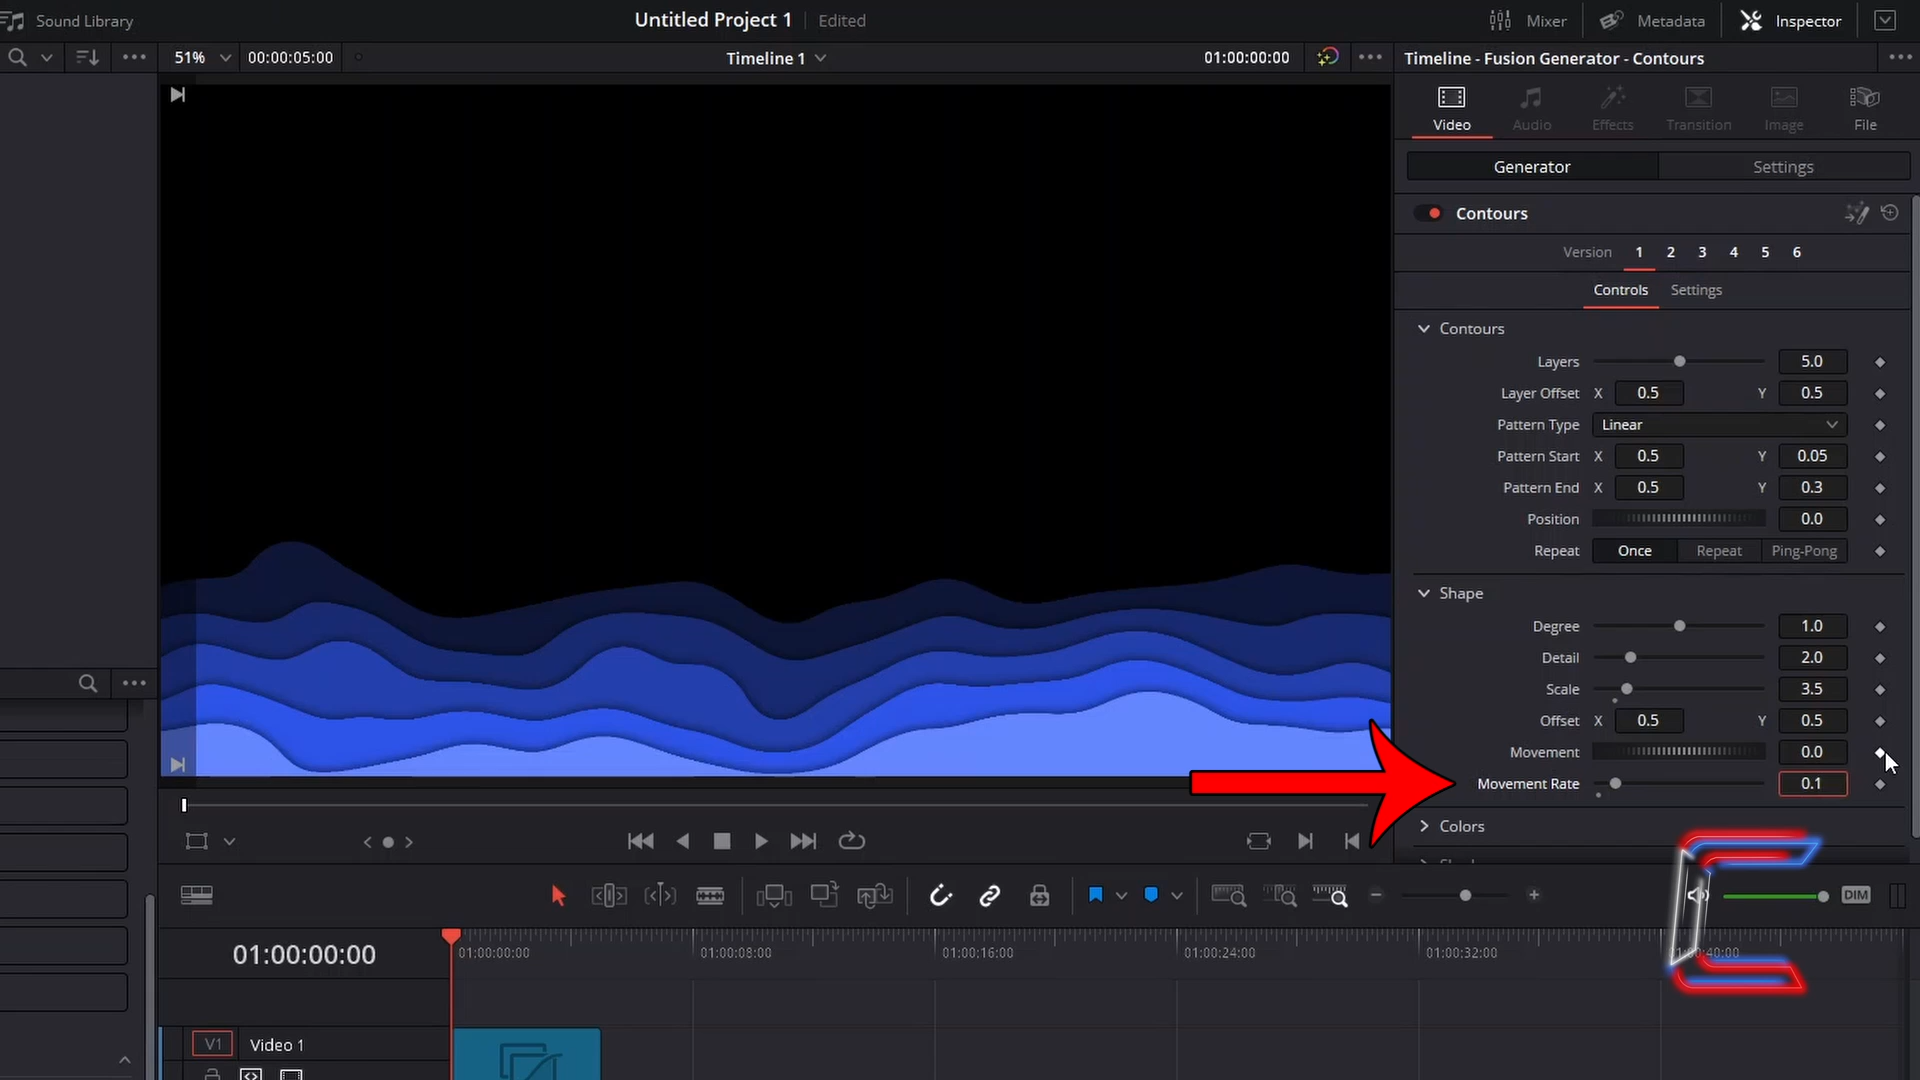 Sound Library
Untitled Project 1 Edited
Mixer Metadata Inspector
51% 00:00:05:00 Timeline 1 01:00:00:00
Timeline - Fusion Generator - Contours
Video Audio Effects Transition Image File
Generator Settings
Contours
Version 1 2 3 4 5 6
Controls Settings
Contours
Layers 5.0
Layer Offset X 0.5 Y 0.5
Pattern Type Linear
Pattern Start X 0.5 Y 0.05
Pattern End X 0.5 Y 0.3
Position 0.0
Repeat Once Repeat Ping-Pong
Shape
Degree 1.0
Detail 2.0
Scale 3.5
Offset X 0.5 Y 0.5
Movement 0.0
Movement Rate 0.1
Colors
DIM
01:00:00:00
01:00:00:00 01:00:08:00 01:00:16:00 01:00:24:00 01:00:32:00 01:00:40:00
V1 Video 1